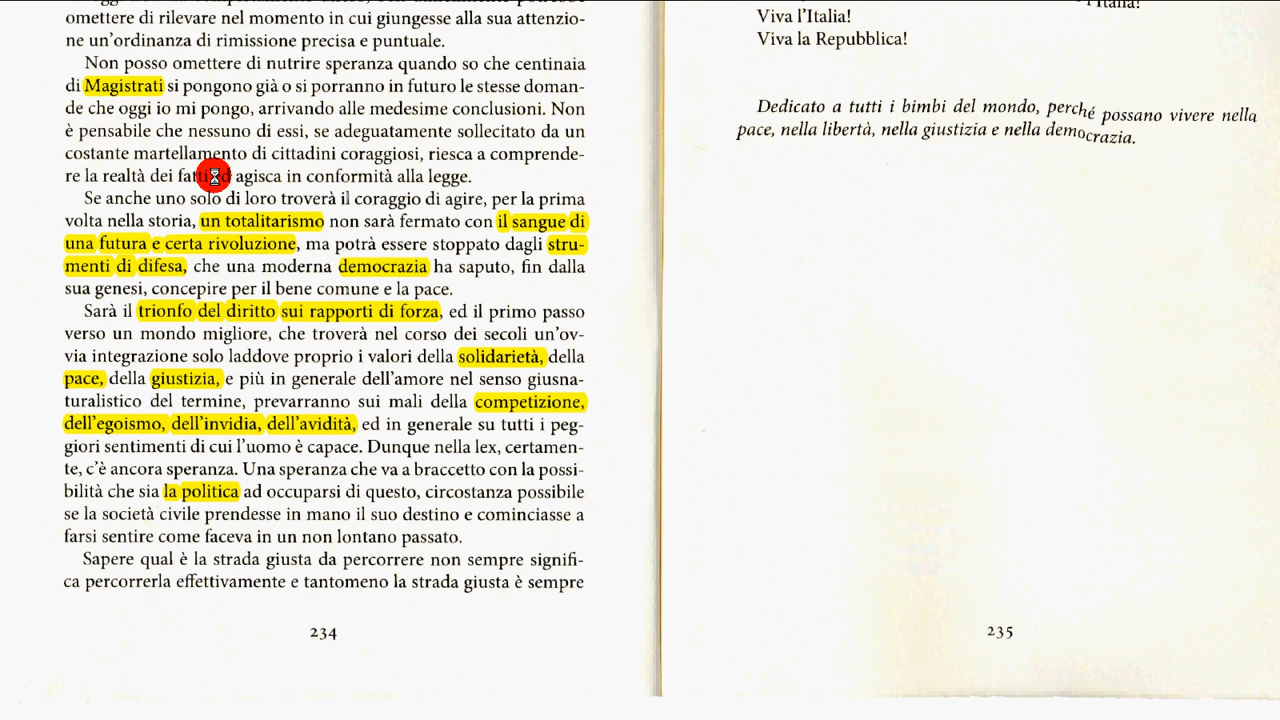 omettere di rilevare nel momento in cui giungesse alla sua attenzio-
ne un'ordinanza di rimissione precisa e puntuale.
Non posso omettere di nutrire speranza quando so che centinaia
di Magistrati si pongono già o si porranno in futuro le stesse doman-
de che oggi io mi pongo, arrivando alle medesime conclusioni. Non
è pensabile che nessuno di essi, se adeguatamente sollecitato da un
costante martellamento di cittadini coraggiosi, riesca a comprende-
re la realtà dei fatti ed agisca in conformità alla legge.
Se anche uno solo di loro troverà il coraggio di agire, per la prima
volta nella storia, un totalitarismo non sarà fermato con il sangue di
una futura e certa rivoluzione, ma potrà essere stoppato dagli stru-
menti di difesa, che una moderna democrazia ha saputo, fin dalla
sua genesi, concepire per il bene comune e la pace.
Sarà il trionfo del diritto sui rapporti di forza, ed il primo passo
verso un mondo migliore, che troverà nel corso dei secoli un'ov-
via integrazione solo laddove proprio i valori della solidarietà, della
pace, della giustizia, e più in generale dell'amore nel senso giusna-
turalistico del termine, prevarranno sui mali della competizione,
dell'egoismo, dell'invidia, dell'avidità, ed in generale su tutti i peg-
giori sentimenti di cui l'uomo è capace. Dunque nella lex, certamen-
te, c'è ancora speranza. Una speranza che va a braccetto con la possi-
bilità che sia la politica ad occuparsi di questo, circostanza possibile
se la società civile prendesse in mano il suo destino e cominciasse a
farsi sentire come faceva in un non lontano passato.
Sapere qual è la strada giusta da percorrere non sempre signifi-
ca percorrerla effettivamente e tantomeno la strada giusta è sempre
234
Viva l'Italia!
Viva la Repubblica!
Dedicato a tutti i bimbi del mondo, perché possano vivere nella
pace, nella libertà, nella giustizia e nella democrazia.
235